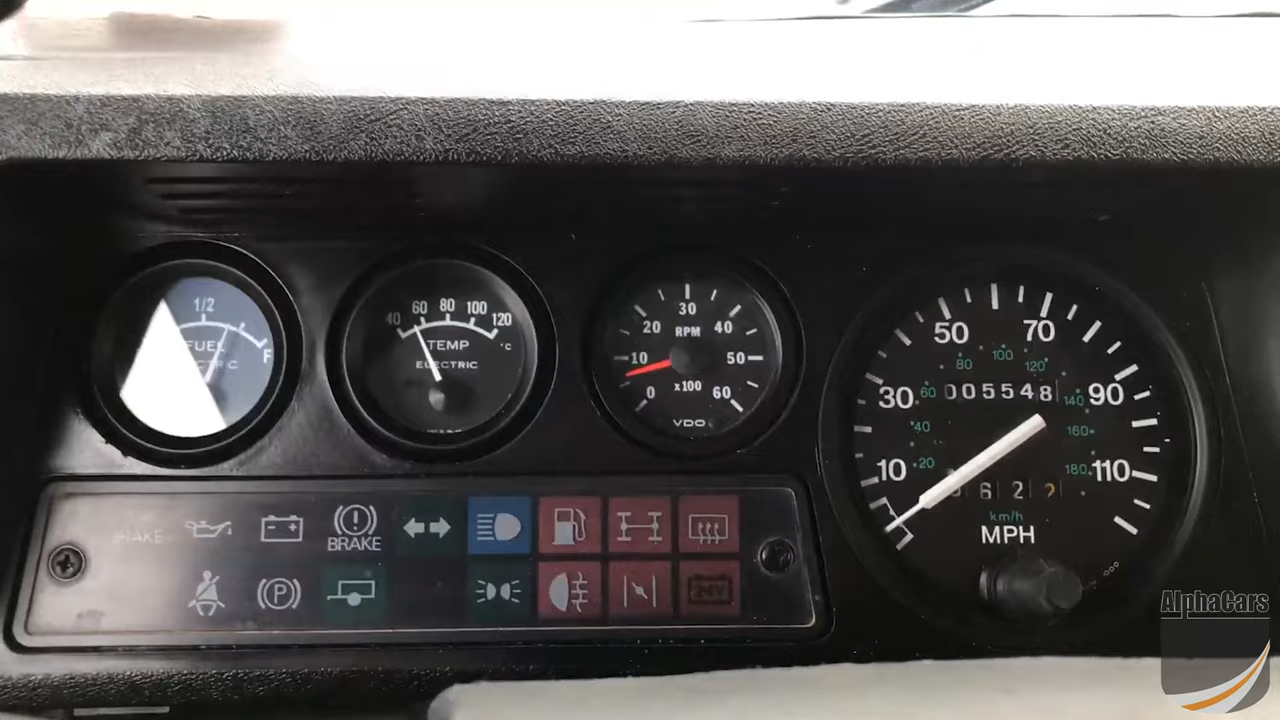 1/2
FUEL
F
40 60 80 100 120
°C
TEMP
ELECTRIC
0 10 20 30 40 50 60
RPM
x100
VDO
10 30 50 70 90 110
20 40 60 80 100 120 140 160 180
005548
62
km/h
MPH
BRAKE
BRAKE
P
AlphaCars